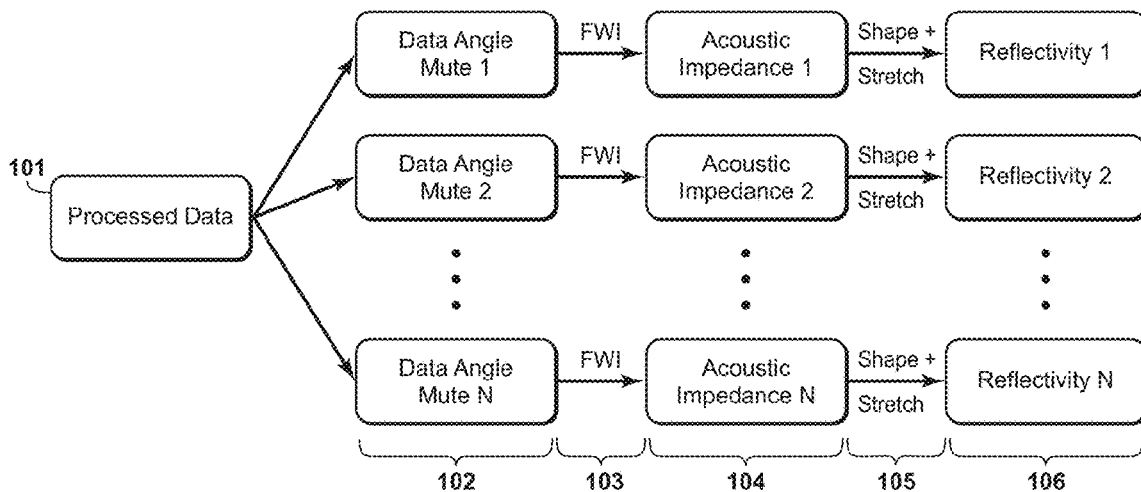 101
Processed Data
Data Angle
Mute 1
FWI
Acoustic
Impedance 1
Shape +
Stretch
Reflectivity 1
Data Angle
Mute 2
FWI
Acoustic
Impedance 2
Shape +
Stretch
Reflectivity 2
Data Angle
Mute N
FWI
Acoustic
Impedance N
Shape +
Stretch
Reflectivity N
102
103
104
105
106